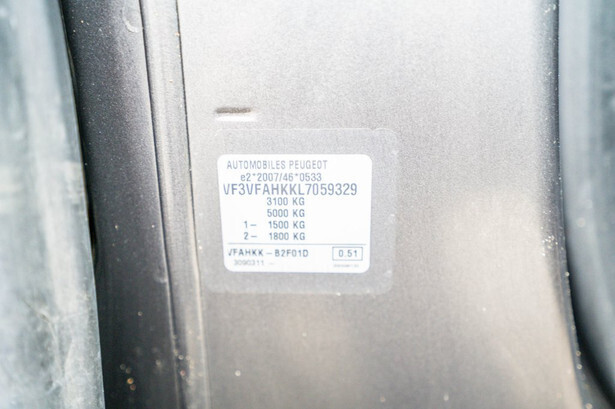 AUTOMOBILES PEUGEOT
e2*2007/46*0533
VF3VFAHKKL7059329
3100 KG
5000 KG
1- 1500 KG
2- 1800 KG
VFAHKK-B2F01D 0.51
3090311